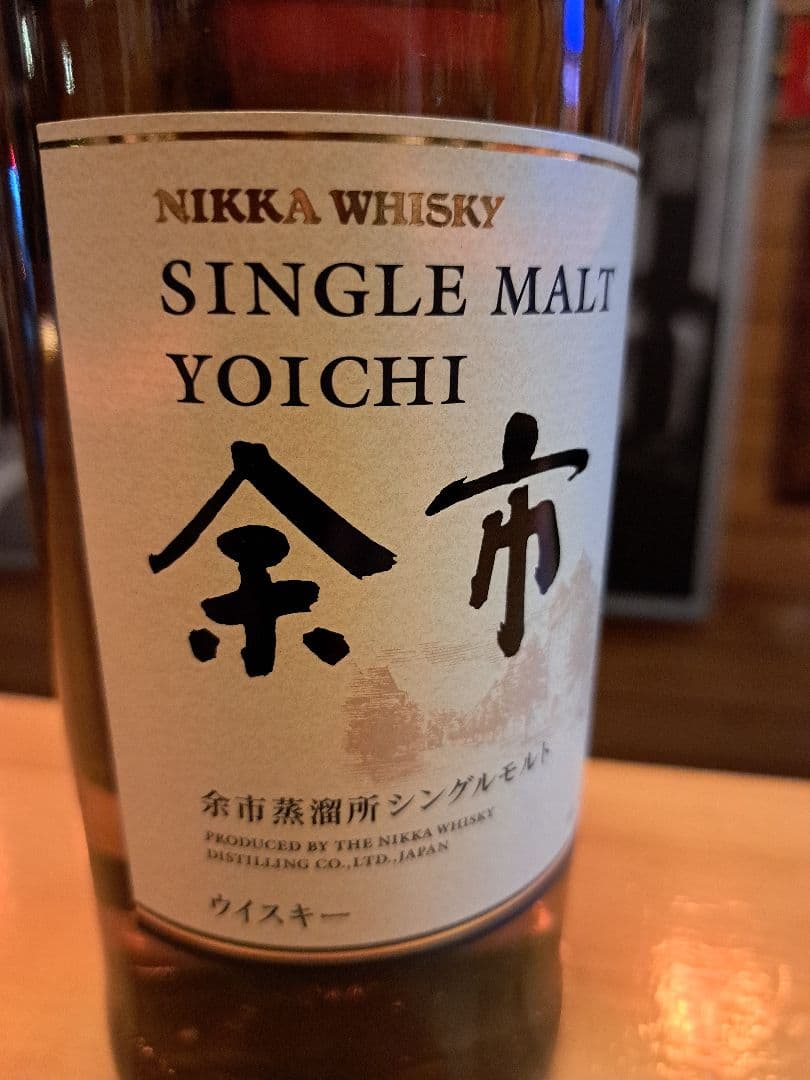 NIKKA WHISKY
SINGLE MALT
YOICHI
余市
余市蒸溜所シングルモルト
PRODUCED BY THE NIKKA WHISKY
DISTILLING CO.,LTD.,JAPAN
ウイスキー